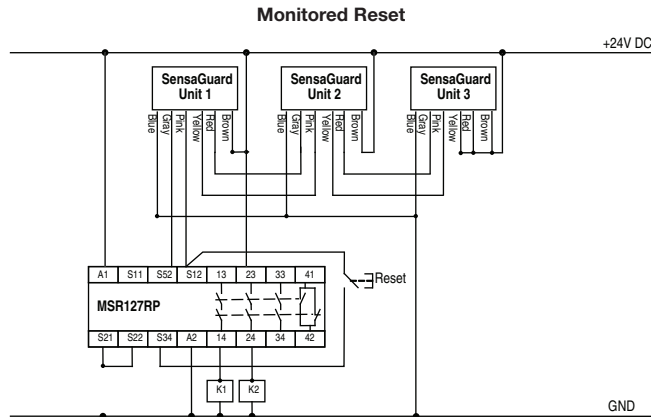 Monitored Reset
+24V DC
SensaGuard
Unit 1
SensaGuard
Unit 2
SensaGuard
Unit 3
Blue
Gray
Pink
Yellow
Red
Brown
Blue
Gray
Pink
Yellow
Red
Brown
Blue
Gray
Pink
Yellow
Red
Brown
A1 S11 S52 S12 13 23 33 41
Reset
MSR127RP
S21 S22 S34 A2 14 24 34 42
K1 K2
GND